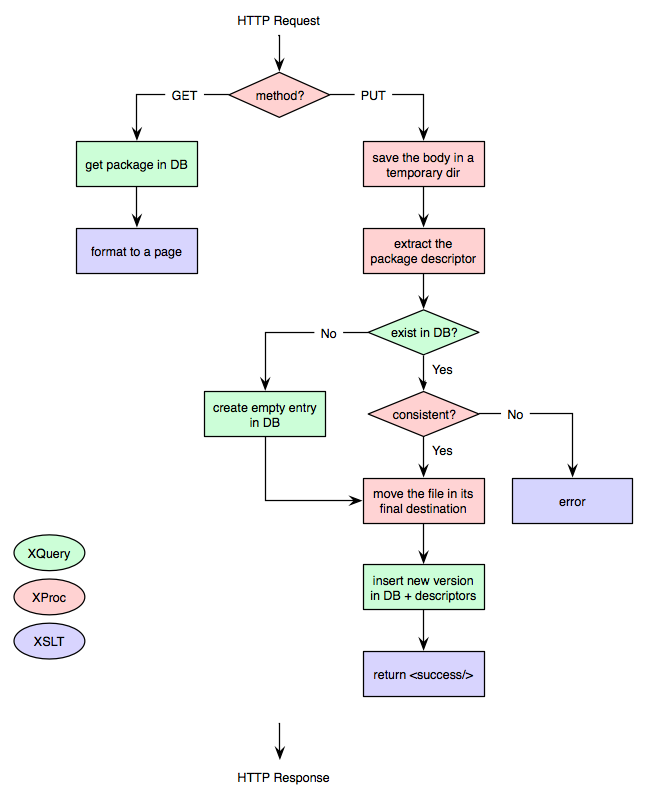 HTTP Request
method?
GET
PUT
get package in DB
save the body in a
temporary dir
format to a page
extract the
package descriptor
exist in DB?
No
Yes
create empty entry
in DB
consistent?
No
Yes
move the file in its
final destination
error
XQuery
XProc
XSLT
insert new version
in DB + descriptors
return <success/>
HTTP Response